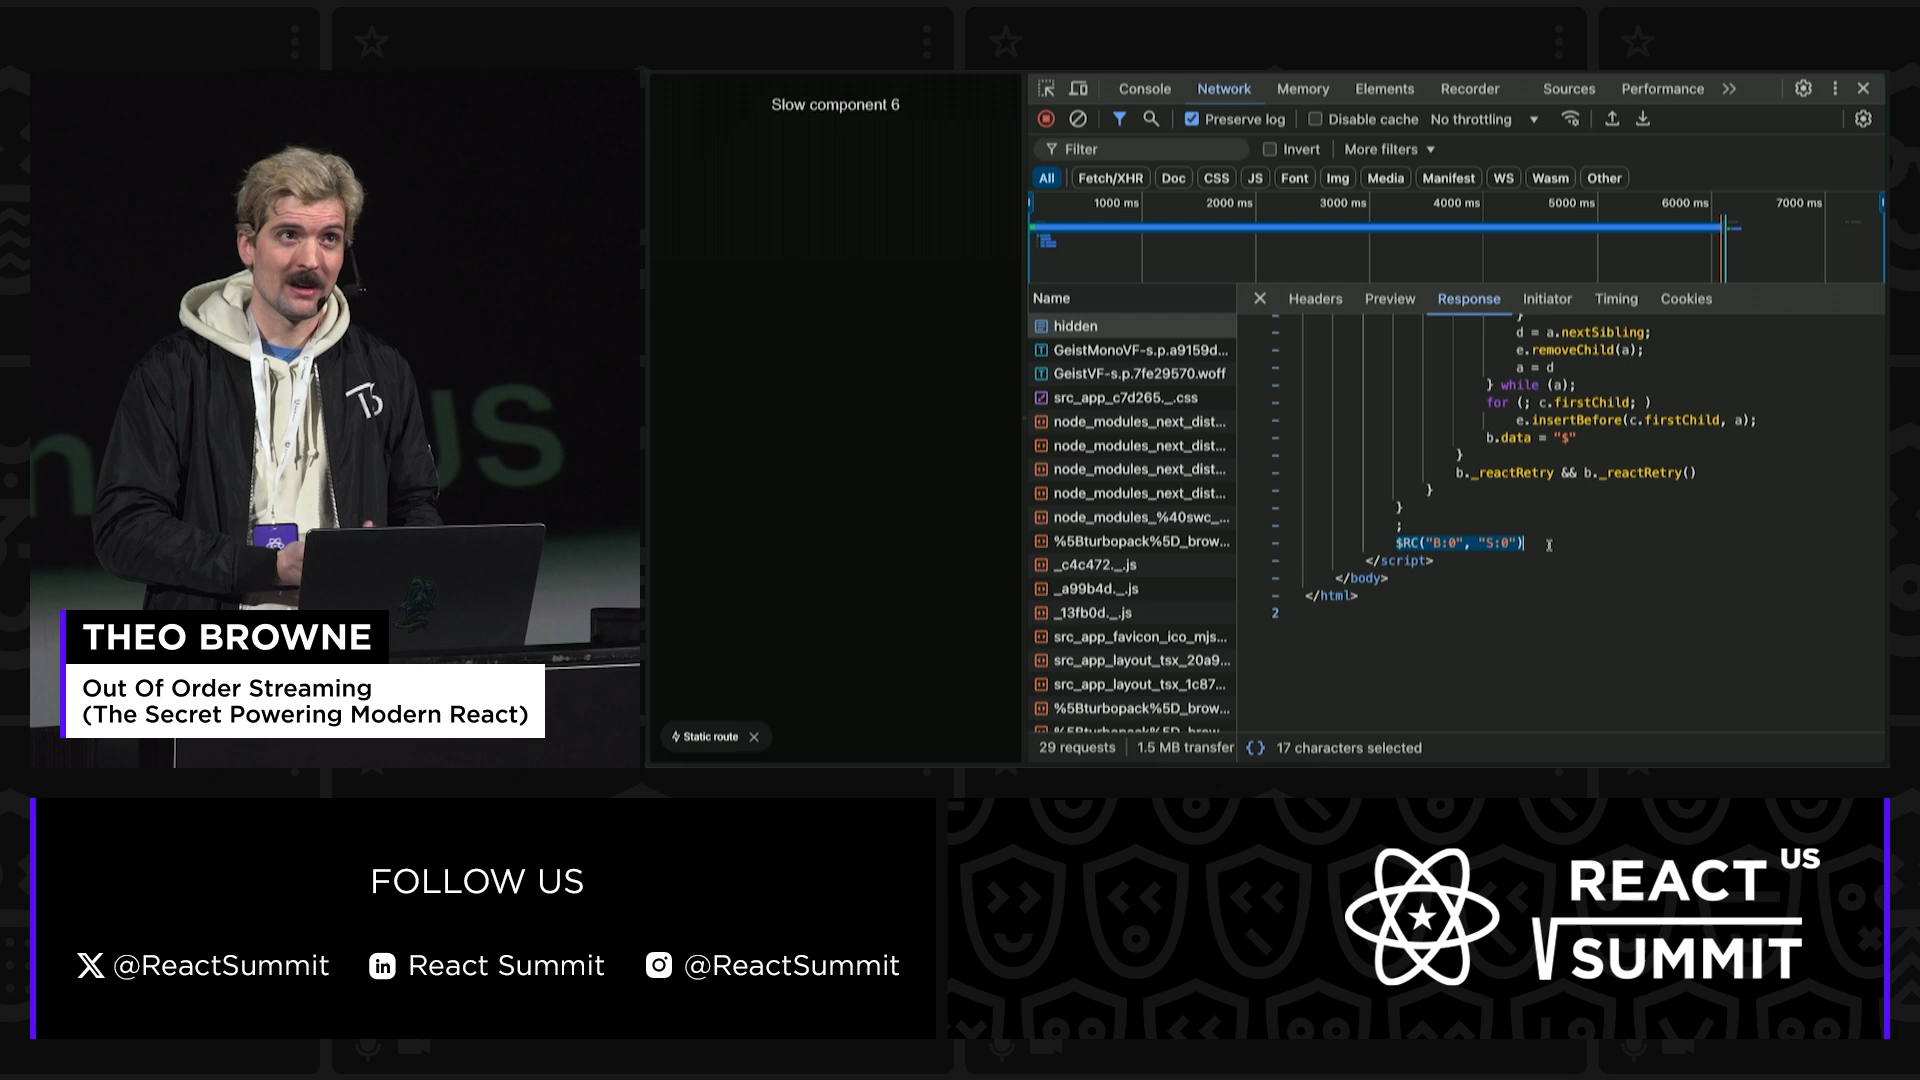 n
US
T3
THEO BROWNE
Out Of Order Streaming
(The Secret Powering Modern React)
Slow component 6
Static route
Console Network Memory Elements Recorder Sources Performance
Preserve log Disable cache No throttling
Filter Invert More filters
All Fetch/XHR Doc CSS JS Font Img Media Manifest WS Wasm Other
1000 ms 2000 ms 3000 ms 4000 ms 5000 ms 6000 ms 7000 ms
Name
hidden
GeistMonoVF-s.p.a9159d...
GeistVF-s.p.7fe29570.woff
src_app_c7d265._.css
node_modules_next_dist...
node_modules_next_dist...
node_modules_next_dist...
node_modules_next_dist...
node_modules_%40swc_...
%5Bturbopack%5D_brow...
_c4c472._.js
_a99b4d._.js
_13fb0d._.js
src_app_favicon_ico_mjs...
src_app_layout_tsx_20a9...
src_app_layout_tsx_1c87...
%5Bturbopack%5D_brow...
29 requests 1.5 MB transfer
Headers Preview Response Initiator Timing Cookies
}
d = a.nextSibling;
e.removeChild(a);
a = d
} while (a);
for (; c.firstChild; )
e.insertBefore(c.firstChild, a);
b.data = "$"
}
b._reactRetry && b._reactRetry()
}
}
;
$RC("B:0", "S:0")
</script>
</body>
</html>
2
{} 17 characters selected
FOLLOW US
@ReactSummit
in React Summit
@ReactSummit
REACT US
SUMMIT